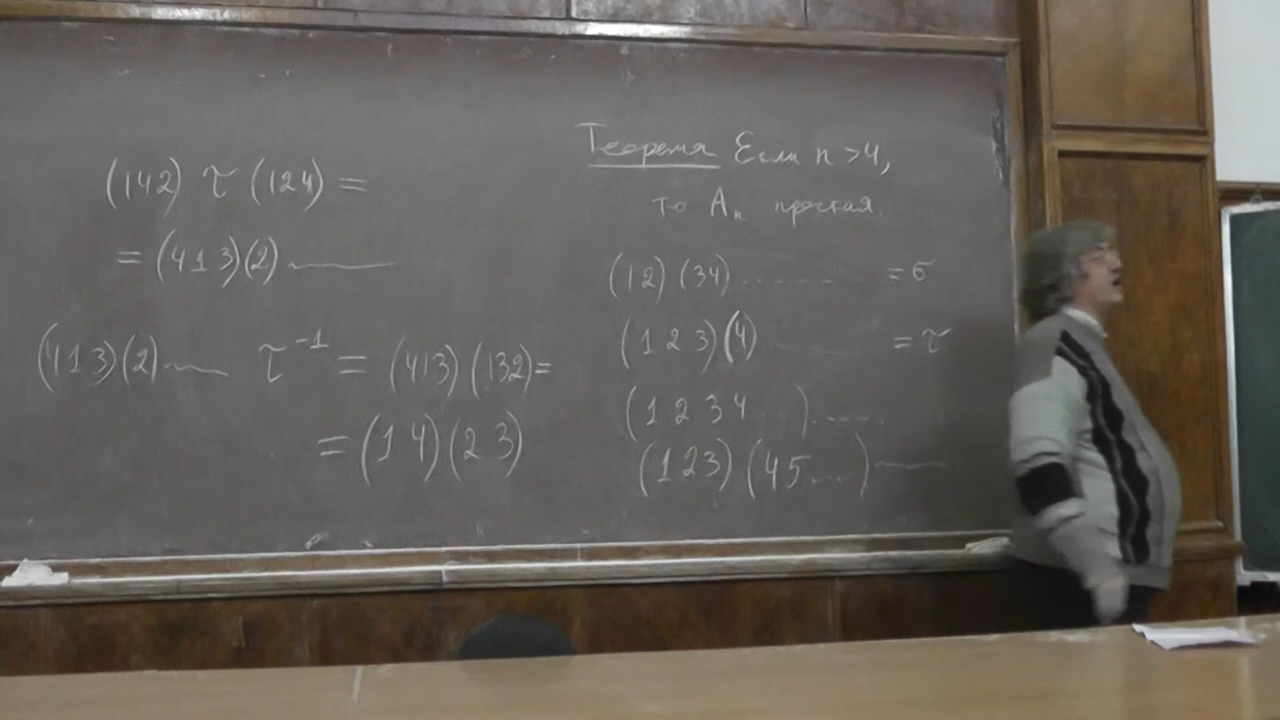 (142) τ (124) =
= (413)(2)
(413)(2) τ⁻¹ = (413)(132)=
= (14)(23)
Теорема Если n>4,
то Aₙ простая.
(12)(34)....... = σ
(123)(4) = τ
(1234...).....
(123)(45....)